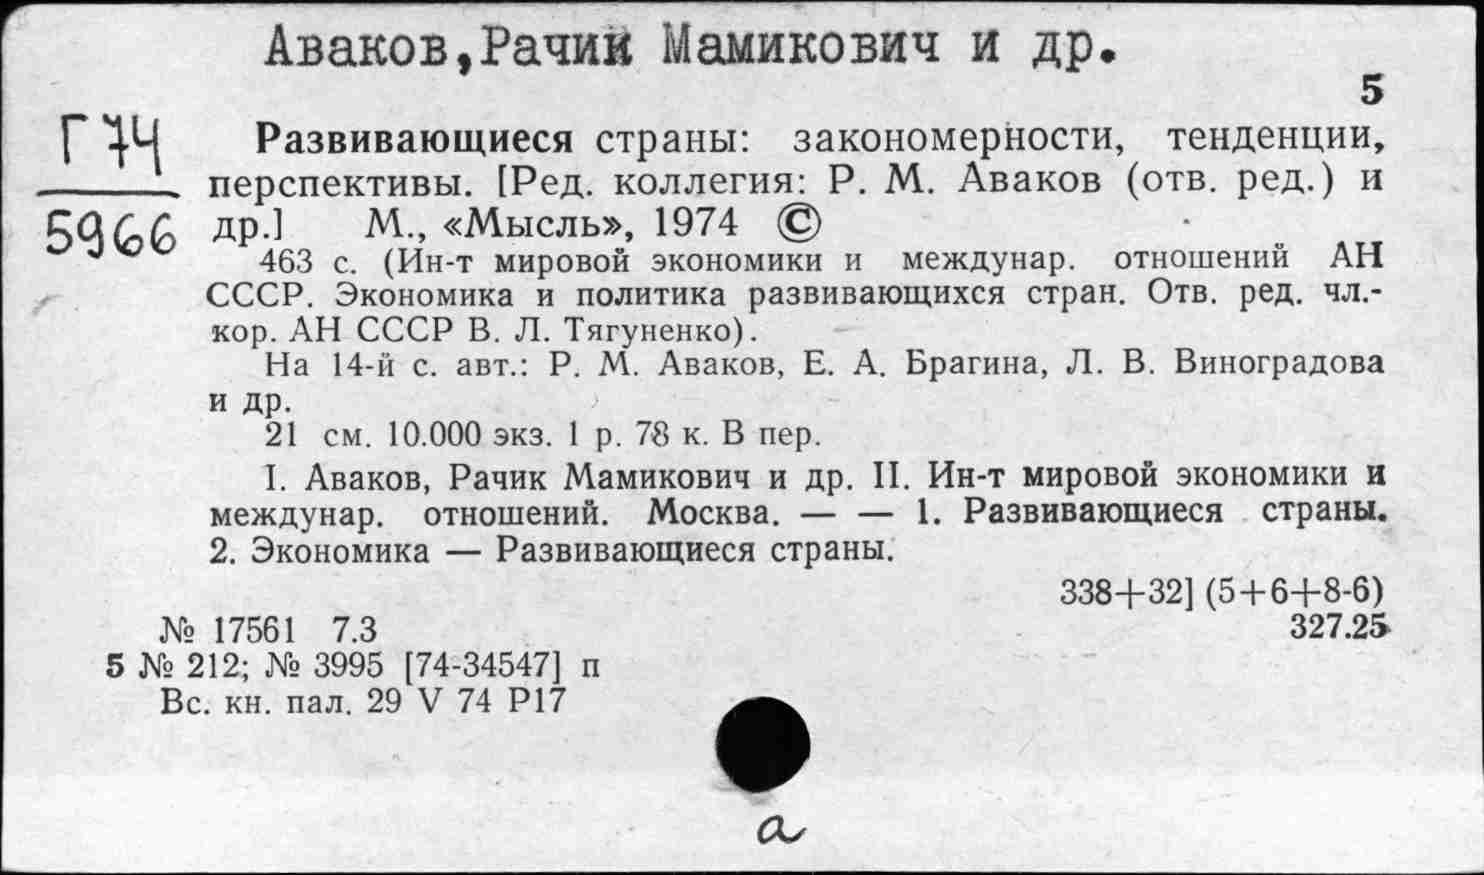 Аваков,Рачик Мамикович и др.
5
Г 74
5966
Развивающиеся страны: закономерности, тенденции,
перспективы. [Ред. коллегия: Р. М. Аваков (отв. ред.) и
др.] М., «Мысль», 1974 ©
463 с. (Ин-т мировой экономики и междунар. отношений АН
СССР. Экономика и политика развивающихся стран. Отв. ред. чл.-
кор. АН СССР В. Л. Тягуненко).
На 14-й с. авт.: Р. М. Аваков, Е. А. Брагина, Л. В. Виноградова
и др.
21 см. 10.000 экз. 1 р. 78 к. В пер.
I. Аваков, Рачик Мамикович и др. II. Ин-т мировой экономики и
междунар. отношений. Москва. — — 1. Развивающиеся страны.
2. Экономика — Развивающиеся страны.
338+32] (5+6+8-6)
№ 17561 7.3 327.25
5 № 212; № 3995 [74-34547] п
Вс. кн. пал. 29 V 74 Р17
а